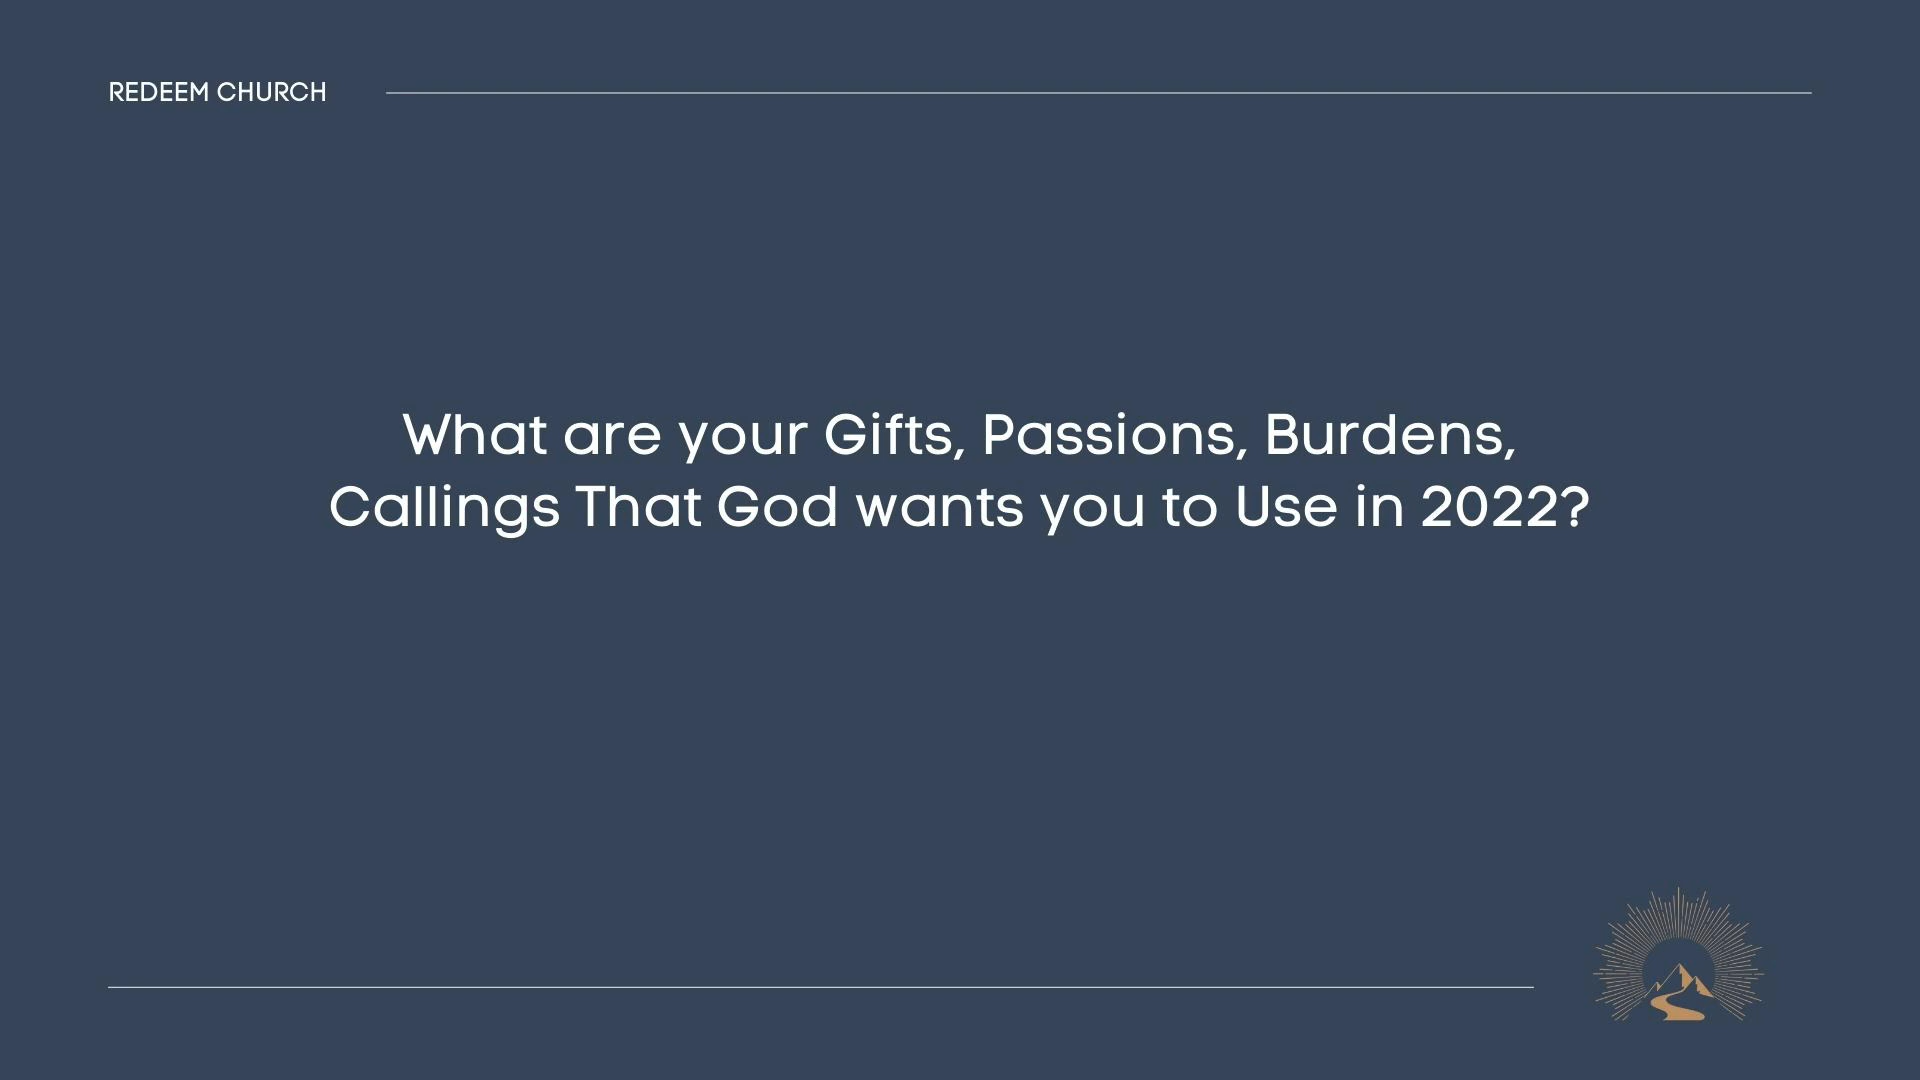 REDEEM CHURCH
What are your Gifts, Passions, Burdens,
Callings That God wants you to Use in 2022?